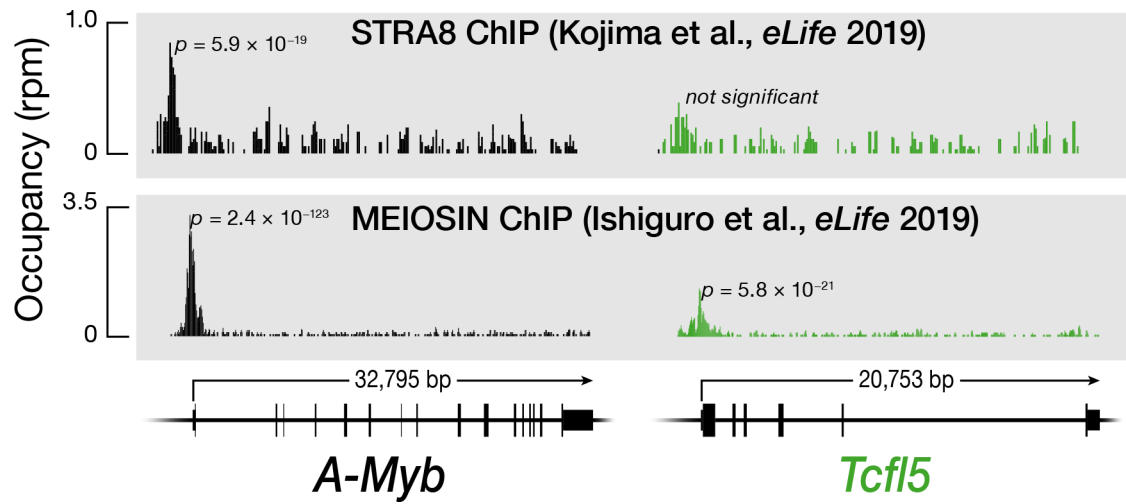 STRA8 ChIP (Kojima et al., eLife 2019)
1.0
p = 5.9 × 10⁻¹⁹
not significant
0
Occupancy (rpm)
MEIOSIN ChIP (Ishiguro et al., eLife 2019)
3.5
p = 2.4 × 10⁻¹²³
p = 5.8 × 10⁻²¹
0
32,795 bp
20,753 bp
A-Myb
Tcfl5